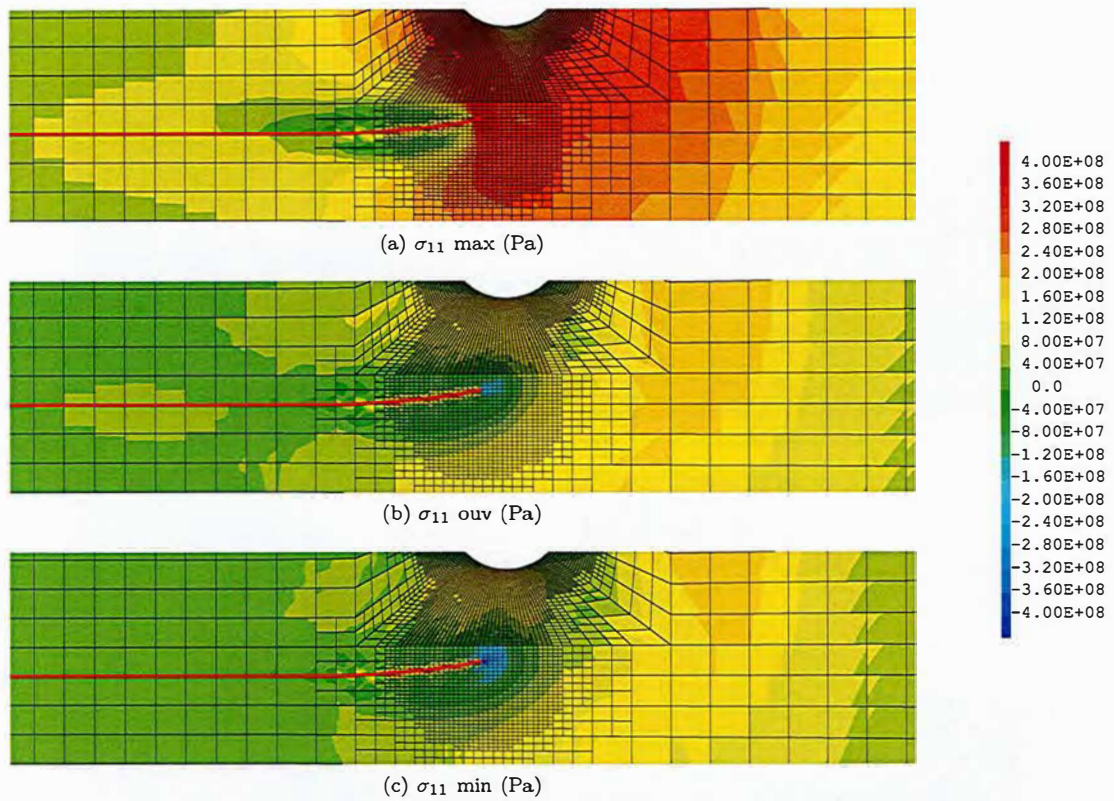 (a) σ₁₁ max (Pa)
(b) σ₁₁ ouv (Pa)
(c) σ₁₁ min (Pa)
4.00E+08
3.60E+08
3.20E+08
2.80E+08
2.40E+08
2.00E+08
1.60E+08
1.20E+08
8.00E+07
4.00E+07
0.0
-4.00E+07
-8.00E+07
-1.20E+08
-2.00E+08
-2.40E+08
-2.80E+08
-3.20E+08
-3.60E+08
-4.00E+08